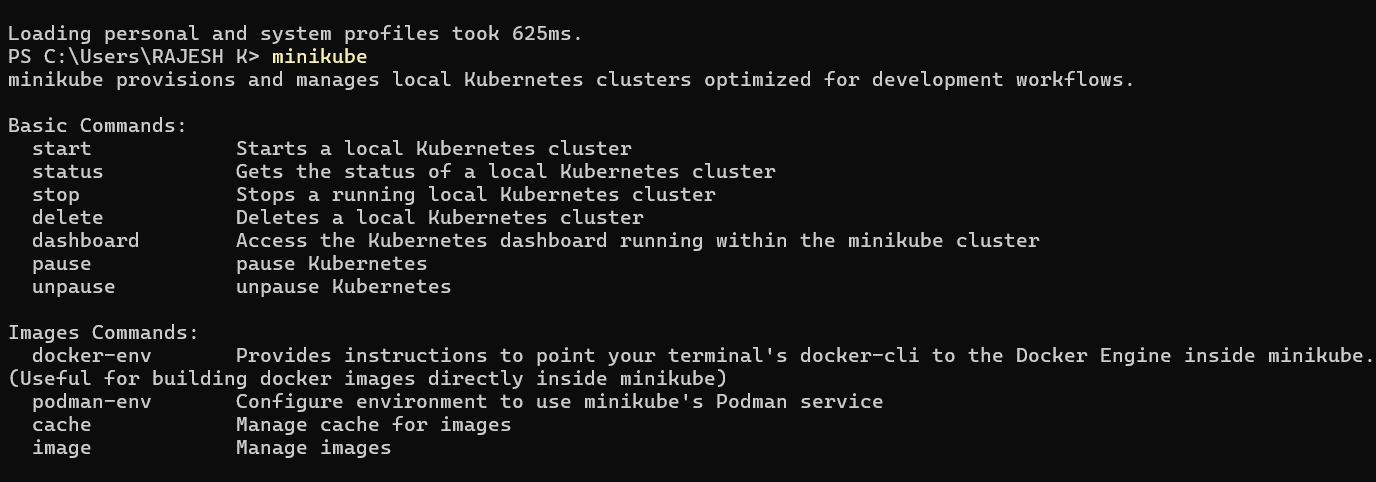 Loading personal and system profiles took 625ms.
PS C:\Users\RAJESH K> minikube
minikube provisions and manages local Kubernetes clusters optimized for development workflows.
Basic Commands:
  start            Starts a local Kubernetes cluster
  status           Gets the status of a local Kubernetes cluster
  stop             Stops a running local Kubernetes cluster
  delete           Deletes a local Kubernetes cluster
  dashboard        Access the Kubernetes dashboard running within the minikube cluster
  pause            pause Kubernetes
  unpause          unpause Kubernetes
Images Commands:
  docker-env       Provides instructions to point your terminal's docker-cli to the Docker Engine inside minikube.
(Useful for building docker images directly inside minikube)
  podman-env       Configure environment to use minikube's Podman service
  cache            Manage cache for images
  image            Manage images